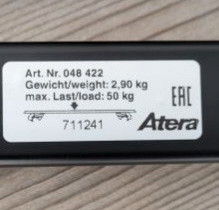 Art. Nr. 048 422
Gewicht/weight: 2,90 kg
max. Last/load: 50 kg
EAC
711241
Atera